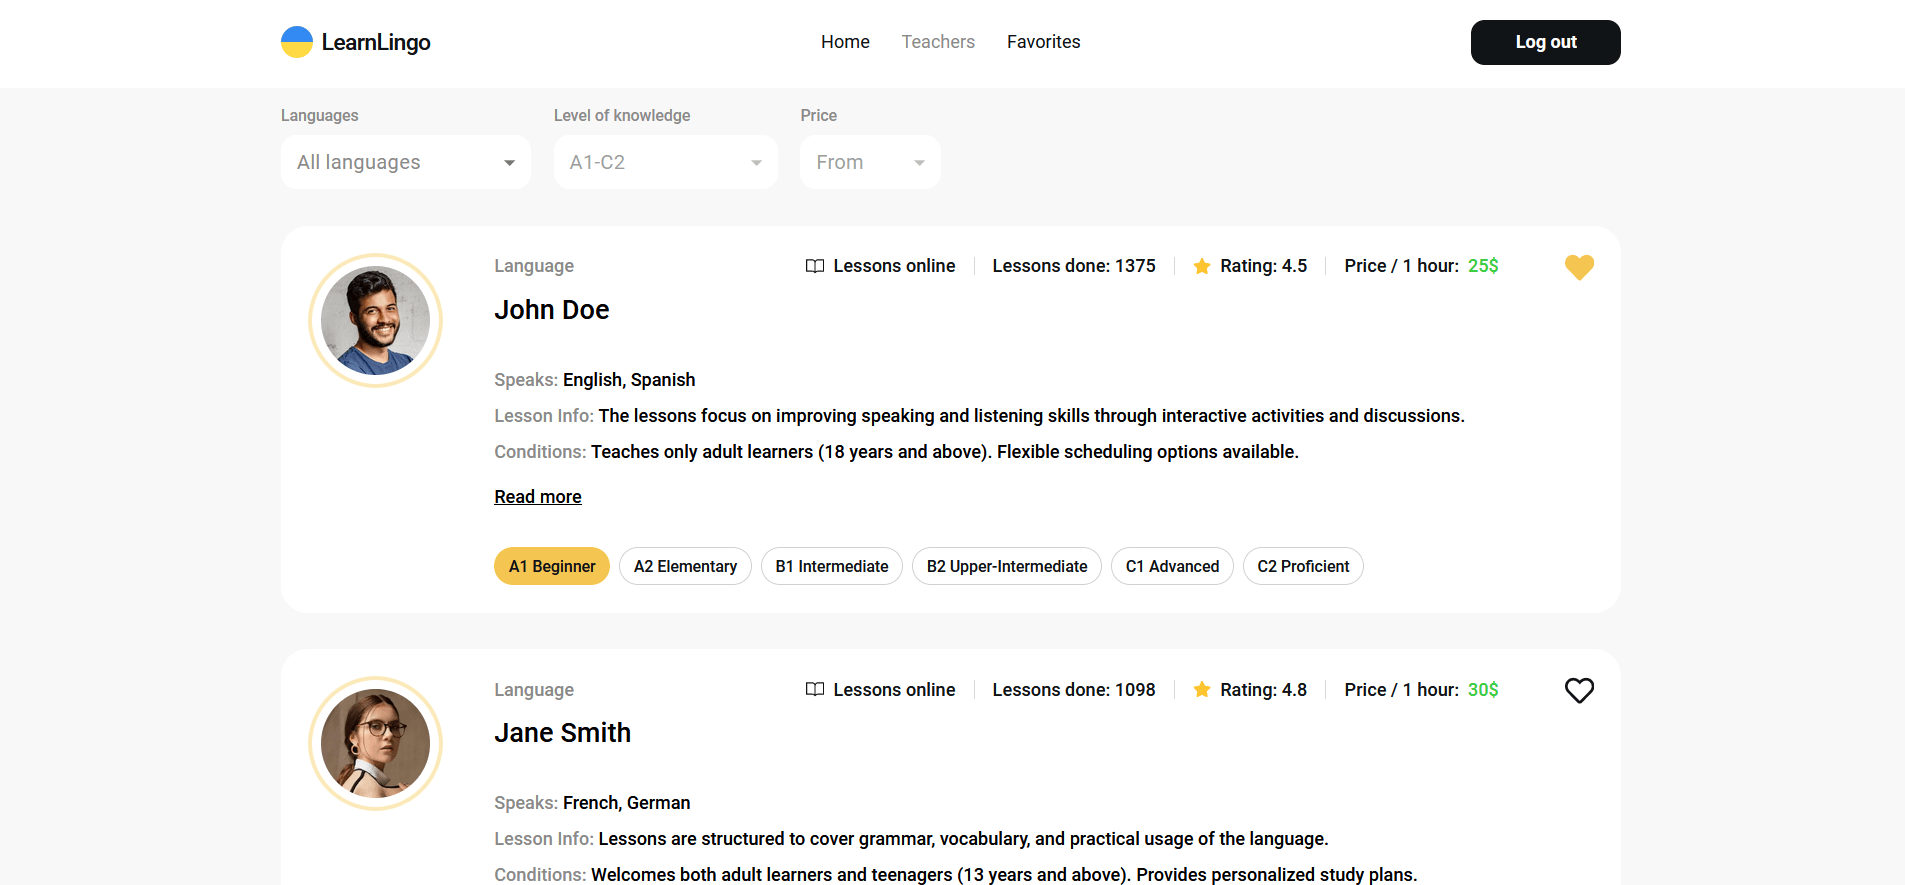 LearnLingo Home Teachers Favorites Log out
Languages Level of knowledge Price
All languages A1-C2 From
Language Lessons online Lessons done: 1375 Rating: 4.5 Price / 1 hour: 25$
John Doe
Speaks: English, Spanish
Lesson Info: The lessons focus on improving speaking and listening skills through interactive activities and discussions.
Conditions: Teaches only adult learners (18 years and above). Flexible scheduling options available.
Read more
A1 Beginner A2 Elementary B1 Intermediate B2 Upper-Intermediate C1 Advanced C2 Proficient
Language Lessons online Lessons done: 1098 Rating: 4.8 Price / 1 hour: 30$
Jane Smith
Speaks: French, German
Lesson Info: Lessons are structured to cover grammar, vocabulary, and practical usage of the language.
Conditions: Welcomes both adult learners and teenagers (13 years and above). Provides personalized study plans.